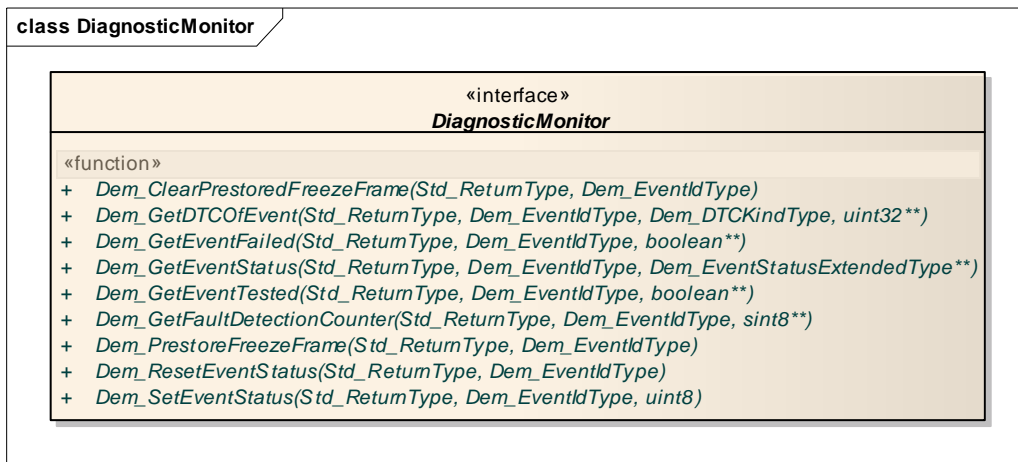 class DiagnosticMonitor
«interface»
DiagnosticMonitor
«function»
+ Dem_ClearPrestoredFreezeFrame(Std_ReturnType, Dem_EventIdType)
+ Dem_GetDTCOfEvent(Std_ReturnType, Dem_EventIdType, Dem_DTCKindType, uint32**)
+ Dem_GetEventFailed(Std_ReturnType, Dem_EventIdType, boolean**)
+ Dem_GetEventStatus(Std_ReturnType, Dem_EventIdType, Dem_EventStatusExtendedType**)
+ Dem_GetEventTested(Std_ReturnType, Dem_EventIdType, boolean**)
+ Dem_GetFaultDetectionCounter(Std_ReturnType, Dem_EventIdType, sint8**)
+ Dem_PrestoreFreezeFrame(Std_ReturnType, Dem_EventIdType)
+ Dem_ResetEventStatus(Std_ReturnType, Dem_EventIdType)
+ Dem_SetEventStatus(Std_ReturnType, Dem_EventIdType, uint8)